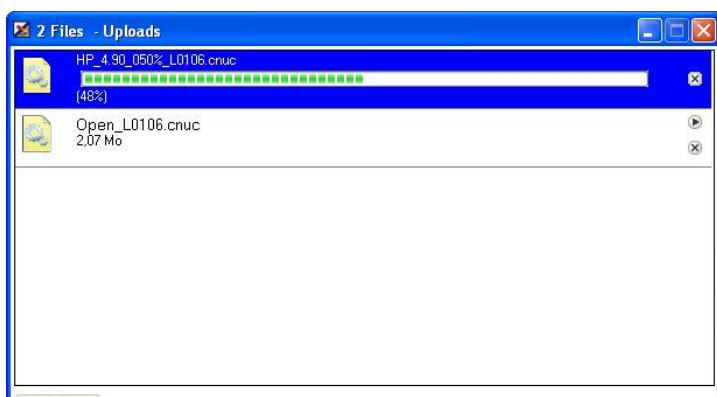 2 Files - Uploads
HP_4.90_050%_L0106.cnuc
(48%)
Open_L0106.cnuc
2,07 Mo